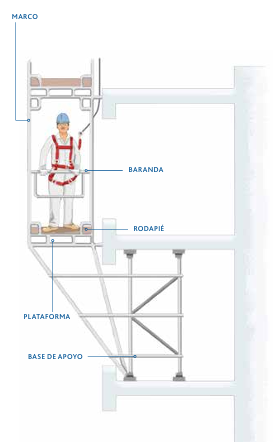 MARCO
BARANDA
RODAPIÉ
PLATAFORMA
BASE DE APOYO